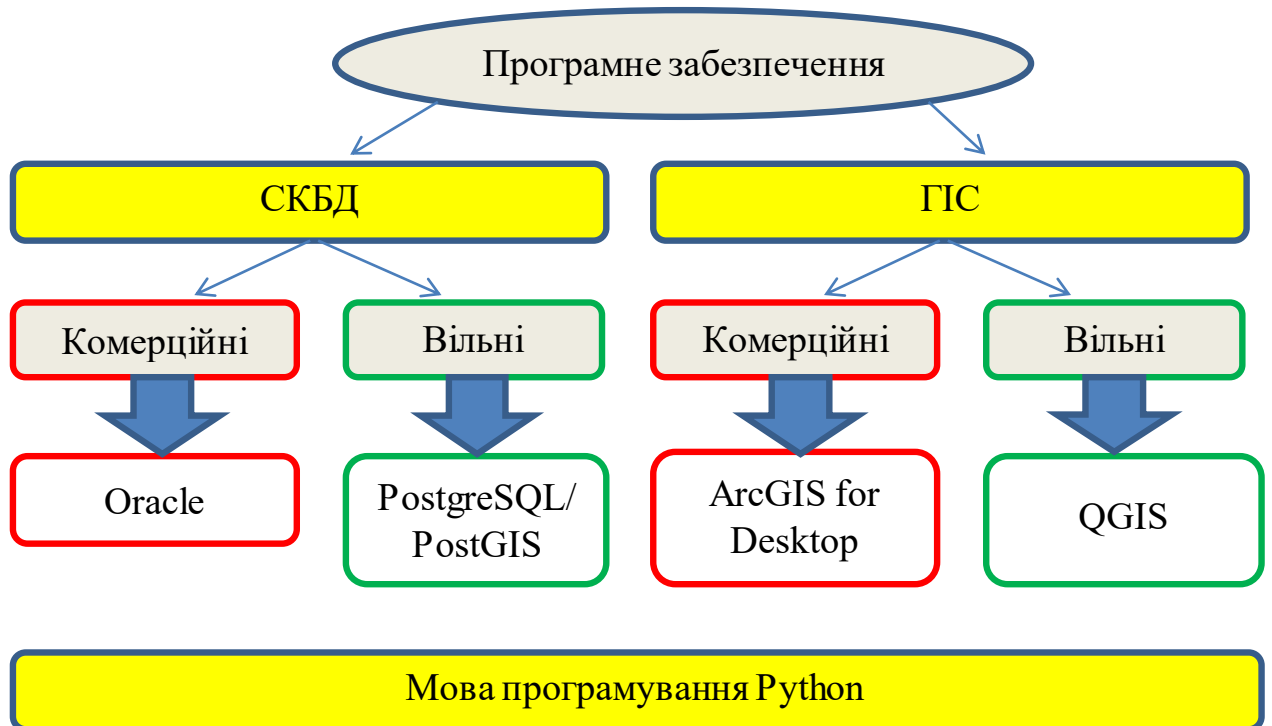 Програмне забезпечення
СКБД
ГІС
Комерційні
Вільні
Комерційні
Вільні
Oracle
PostgreSQL/
PostGIS
ArcGIS for
Desktop
QGIS
Мова програмування Python